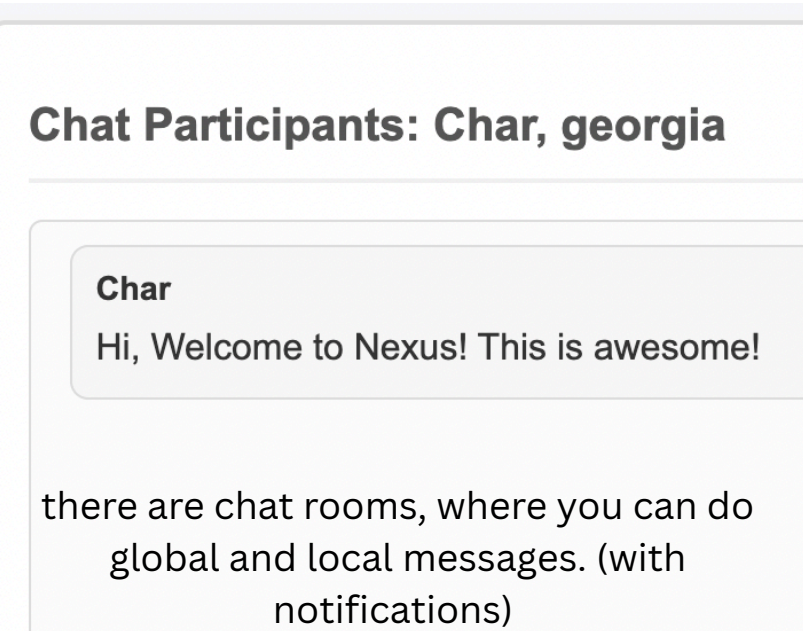 Chat Participants: Char, georgia
Char
Hi, Welcome to Nexus! This is awesome!
there are chat rooms, where you can do
global and local messages. (with
notifications)